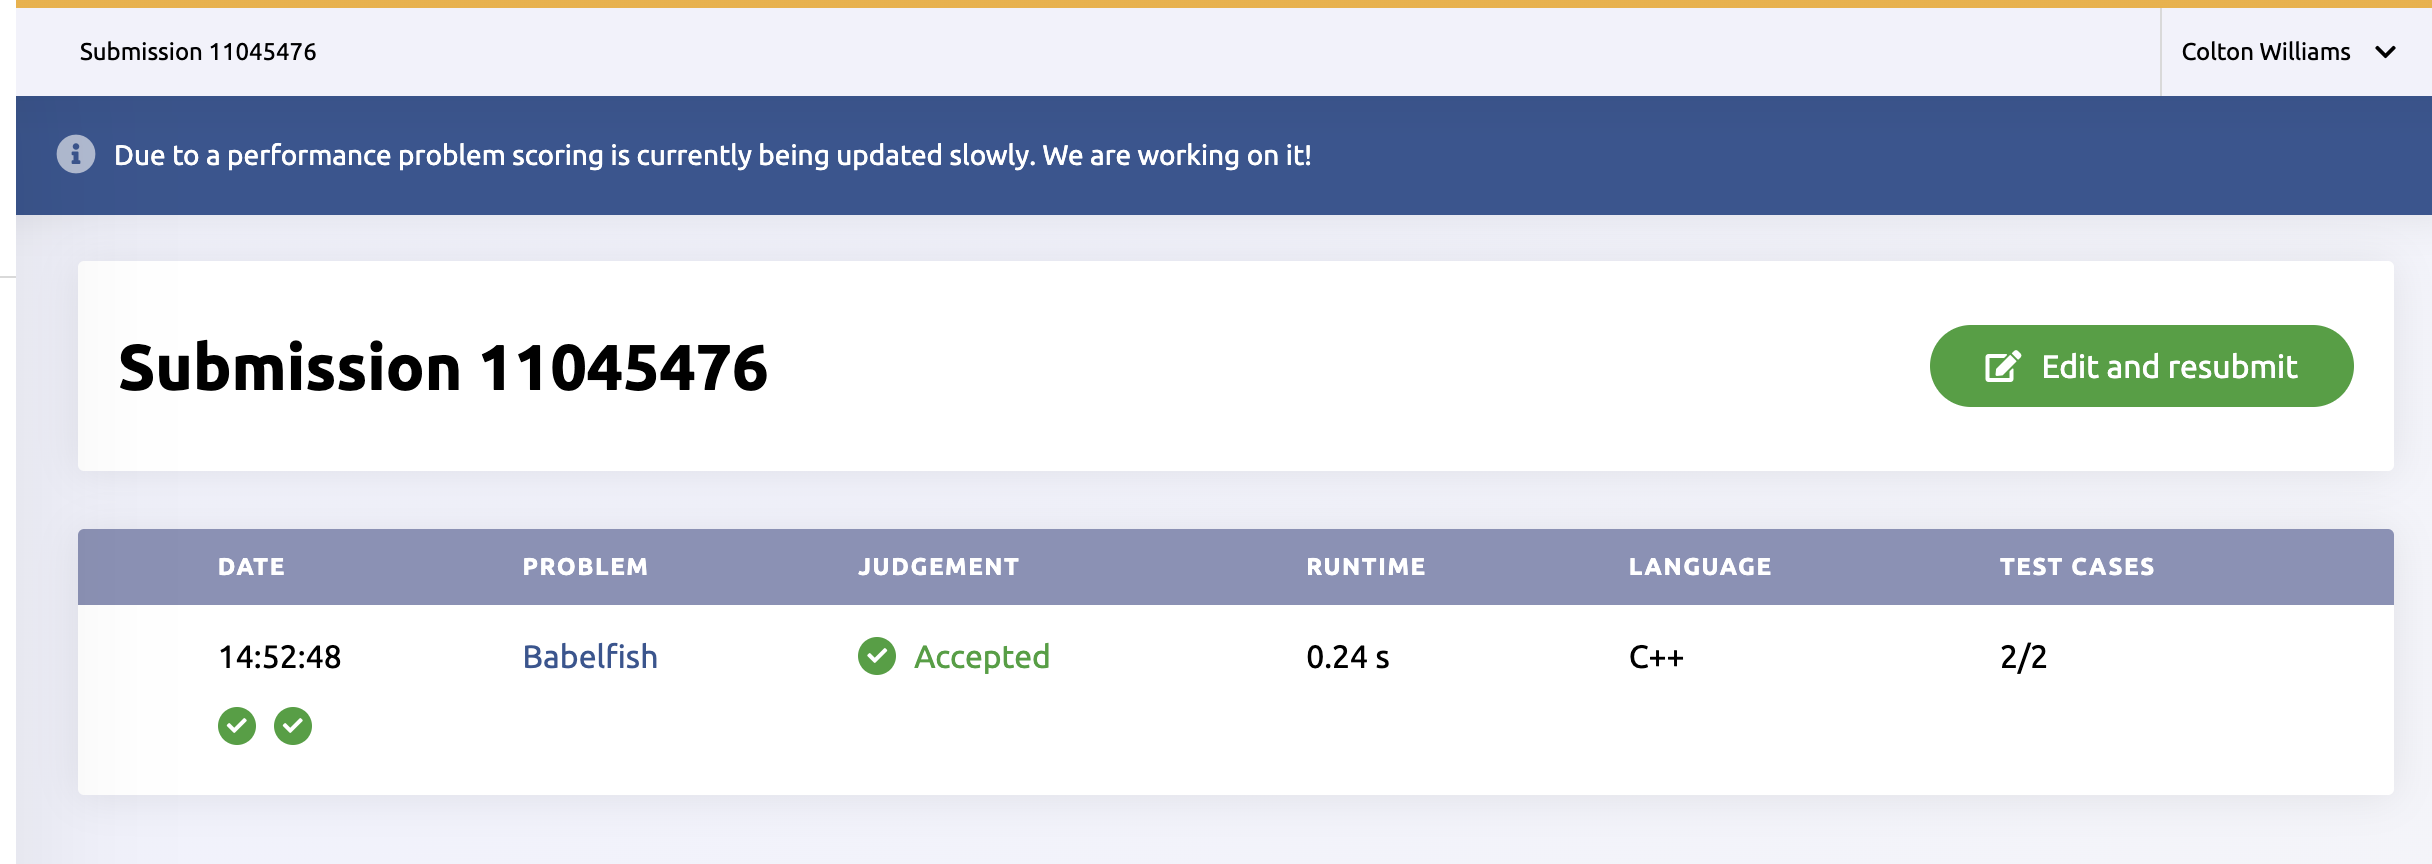 Submission 11045476
Colton Williams
Due to a performance problem scoring is currently being updated slowly. We are working on it!
Submission 11045476
Edit and resubmit
DATE PROBLEM JUDGEMENT RUNTIME LANGUAGE TEST CASES
14:52:48 Babelfish Accepted 0.24 s C++ 2/2